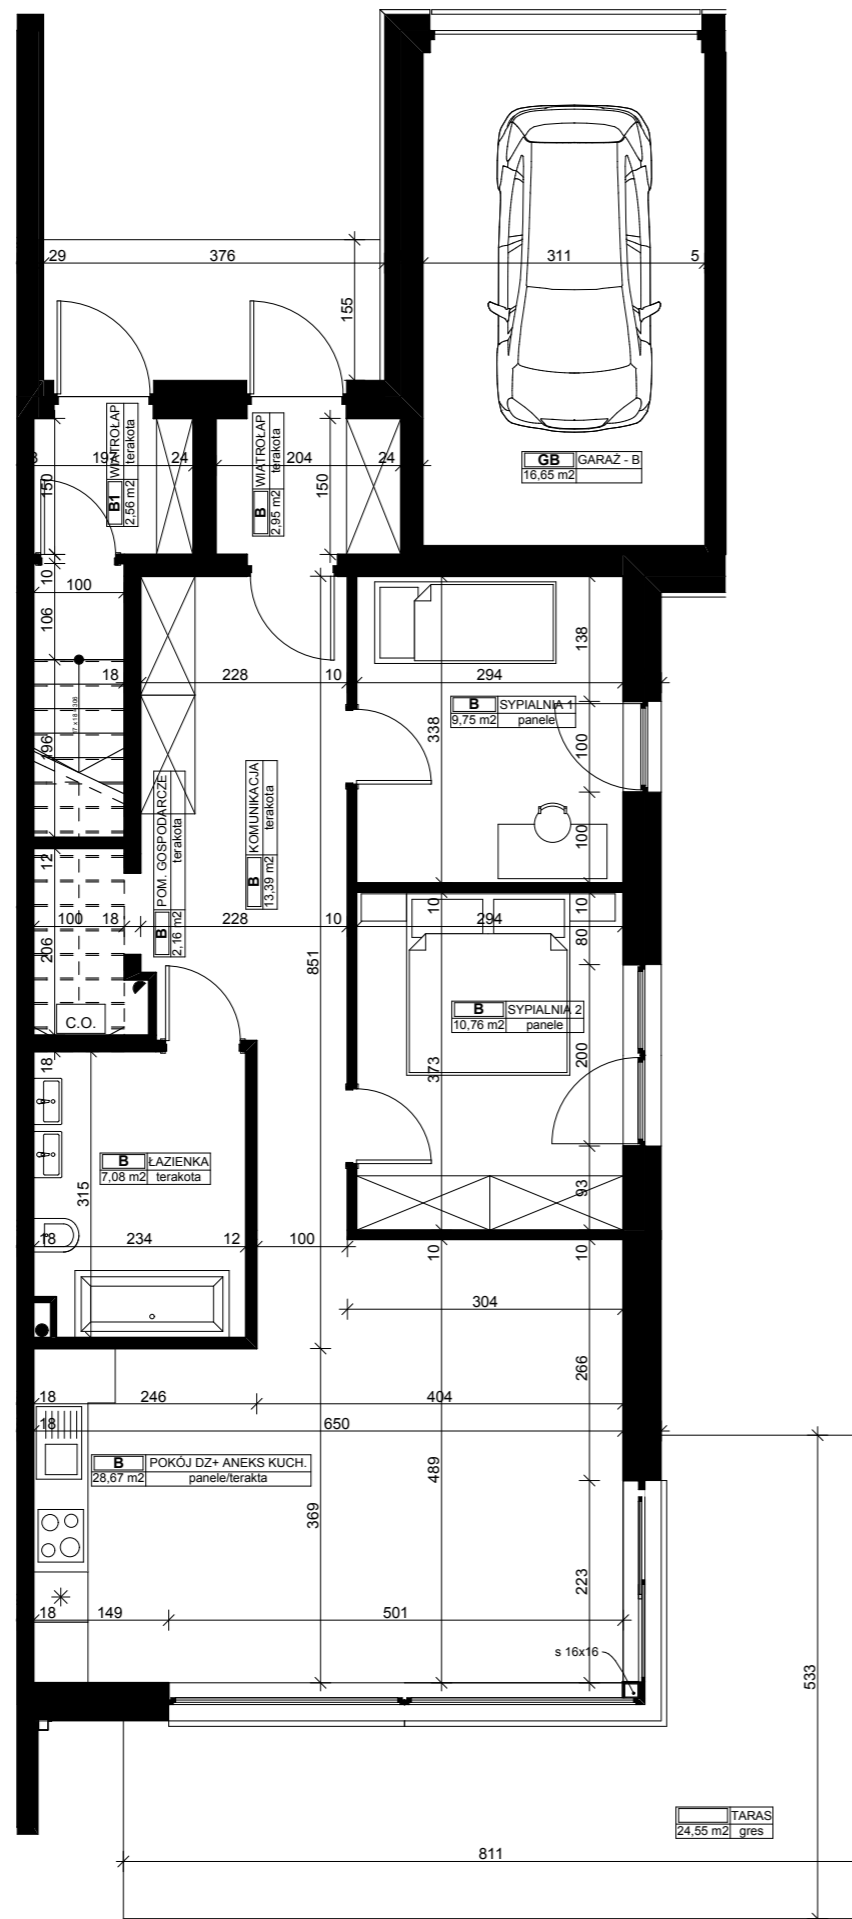 29
376
311
5
155
B1 WIATROŁAP
2,56 m2 terakota
B WIATROŁAP
2,95 m2 terakota
24
204
24
150
150
GB GARAŻ - B
16,65 m2
10
100
106
138
18
228
10
294
17 x 18 = 306
B SYPIALNIA 1
9,75 m2 panele
338
100
196
B POM. GOSPODARCZE
2,16 m2 terakota
B KOMUNIKACJA
13,39 m2 terakota
100
12
10
10
100
18
228
10
294
80
206
851
C.O.
B SYPIALNIA 2
10,76 m2 panele
18
373
200
B ŁAZIENKA
7,08 m2 terakota
315
93
18
234
12
100
10
10
304
266
18
246
404
18
650
B POKÓJ DZ+ ANEKS KUCH.
28,67 m2 panele/terakta
489
369
223
18
149
501
s 16x16
533
TARAS
24,55 m2 gres
811